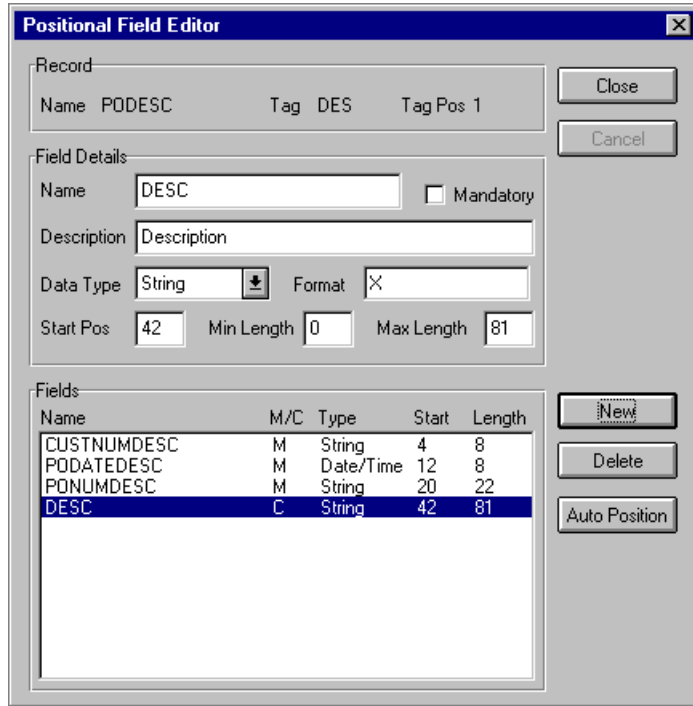 Positional Field Editor
Record
Name PODESC Tag DES Tag Pos 1
Close
Cancel
Field Details
Name DESC Mandatory
Description Description
Data Type String Format X
Start Pos 42 Min Length 0 Max Length 81
Fields
Name M/C Type Start Length
CUSTNUMDESC M String 4 8
PODATEDESC M Date/Time 12 8
PONUMDESC M String 20 22
DESC C String 42 81
New
Delete
Auto Position